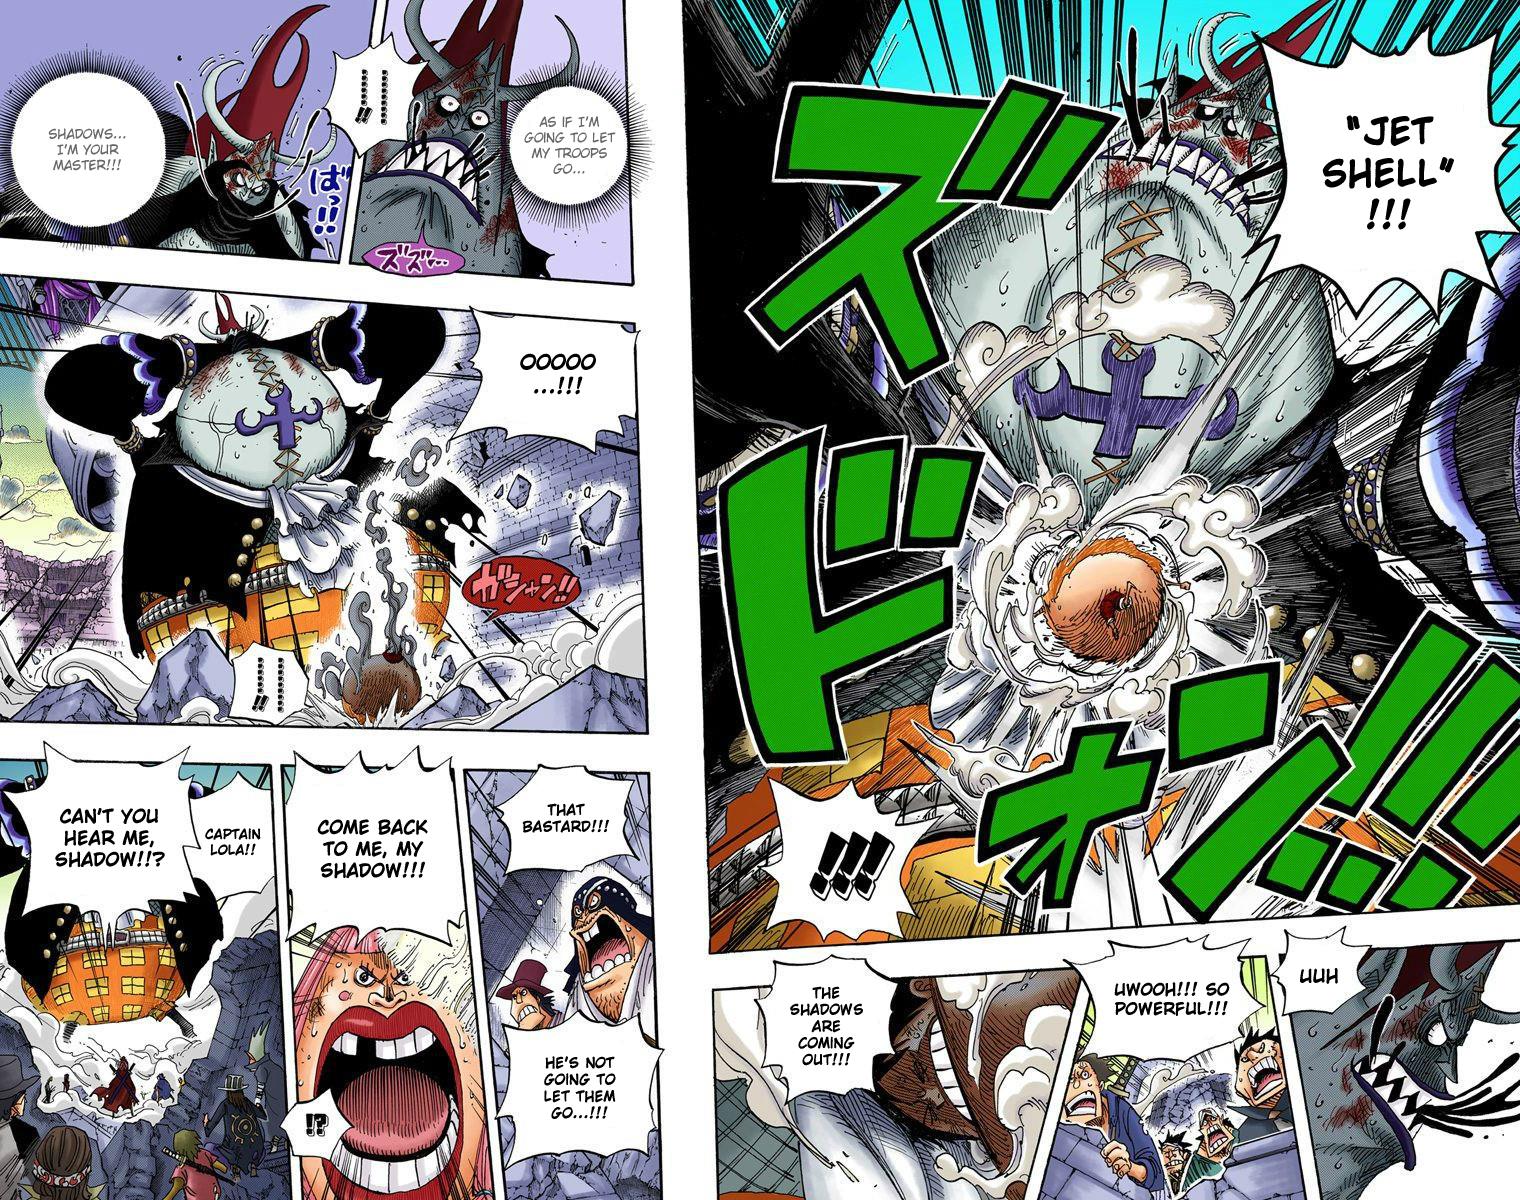 "JET
SHELL"
!!!
ズドォン!!!
!!!
UUH
UWOOH!!! SO
POWERFUL!!!
THE
SHADOWS
ARE
COMING
OUT!!!
AS IF I'M
GOING TO LET
MY TROOPS
GO...
ズズ…
!!
SHADOWS...
I'M YOUR
MASTER!!!
ばっ!!
OOOOO
...!!!
ガシャン!!
!!
THAT
BASTARD!!!
HE'S NOT
GOING TO
LET THEM
GO...!!!
COME BACK
TO ME, MY
SHADOW!!!
!?
CAPTAIN
LOLA!!
CAN'T YOU
HEAR ME,
SHADOW!!?